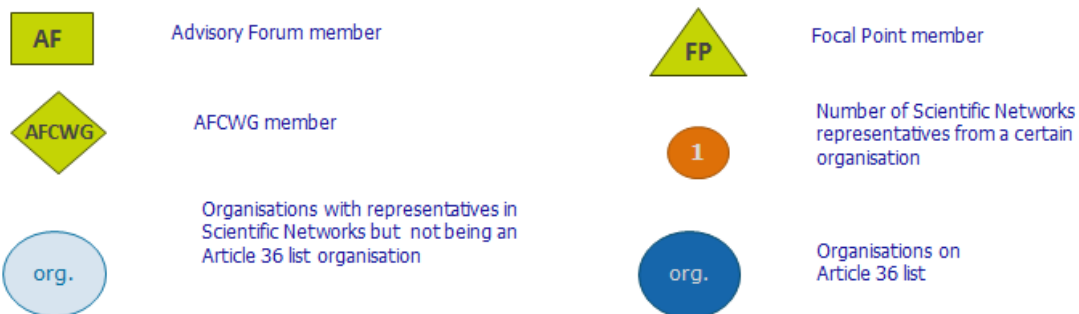 AF
Advisory Forum member
FP
Focal Point member
AFCWG
AFCWG member
1
Number of Scientific Networks
representatives from a certain
organisation
org.
Organisations with representatives in
Scientific Networks but not being an
Article 36 list organisation
org.
Organisations on
Article 36 list